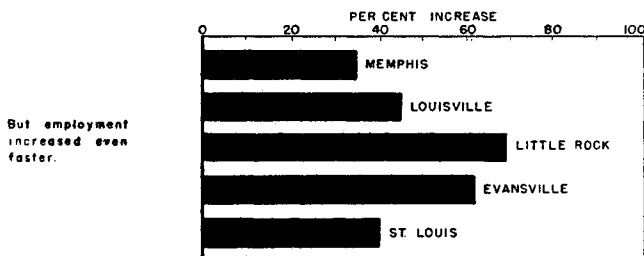 PER CENT INCREASE
0 20 40 60 80 100
MEMPHIS
LOUISVILLE
But employment
increased even
faster.
LITTLE ROCK
EVANSVILLE
ST. LOUIS